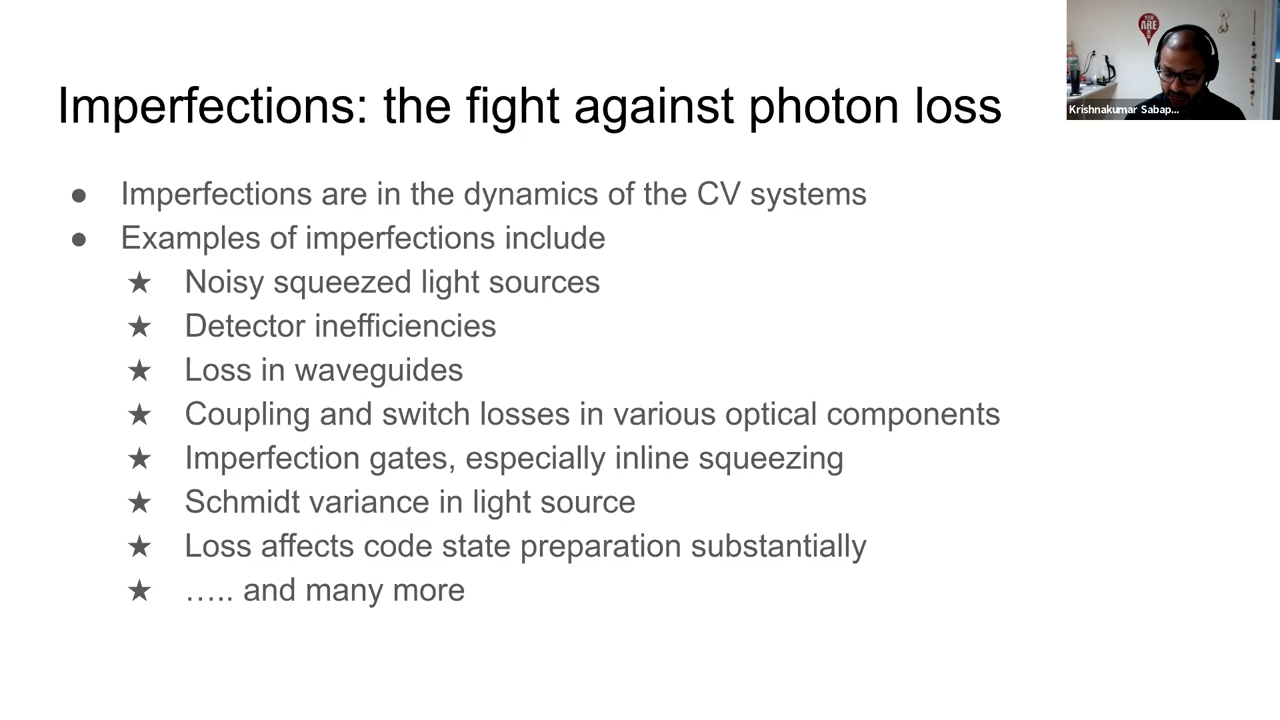 Imperfections: the fight against photon loss
● Imperfections are in the dynamics of the CV systems
● Examples of imperfections include
★ Noisy squeezed light sources
★ Detector inefficiencies
★ Loss in waveguides
★ Coupling and switch losses in various optical components
★ Imperfection gates, especially inline squeezing
★ Schmidt variance in light source
★ Loss affects code state preparation substantially
★ ….. and many more
YOU
ARE
Krishnakumar Sabap...